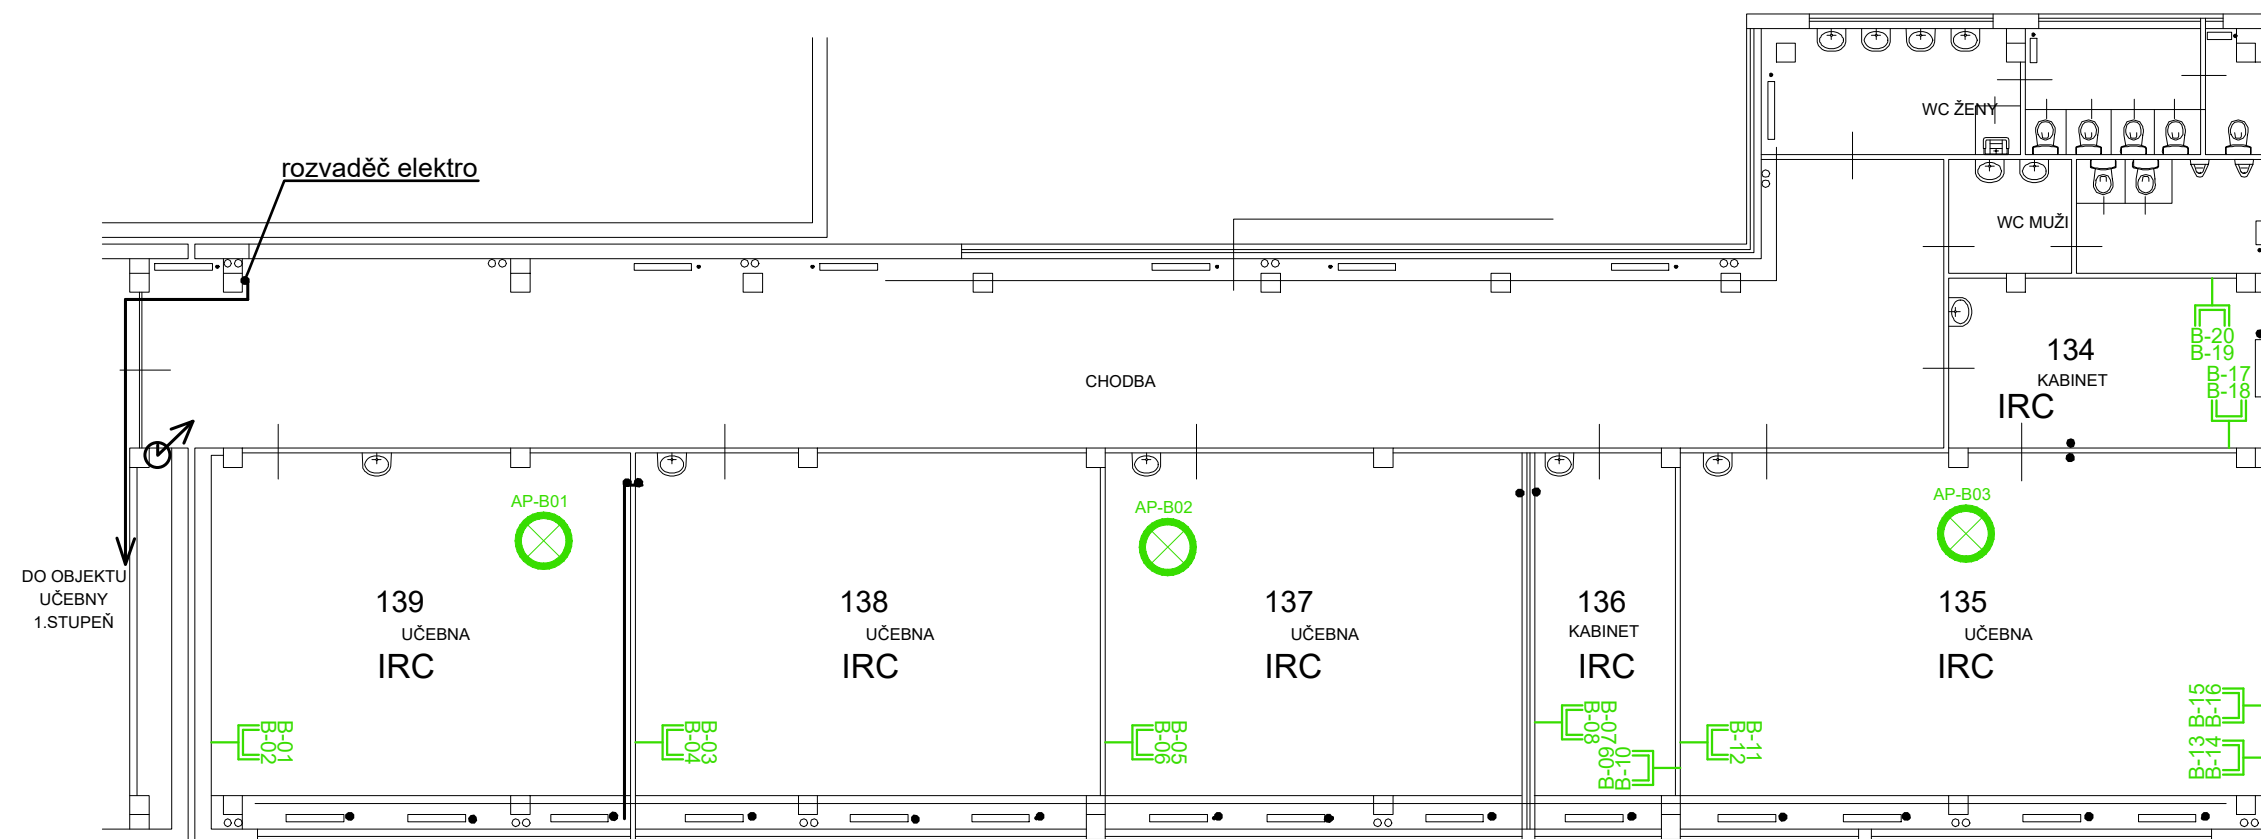 WC ŽENY
rozvaděč elektro
WC MUŽI
B-20
B-19
134
KABINET
IRC
B-17
B-18
CHODBA
AP-B01
AP-B02
AP-B03
DO OBJEKTU
UČEBNY
1.STUPEŇ
139
UČEBNA
IRC
138
UČEBNA
IRC
137
UČEBNA
IRC
136
KABINET
IRC
135
UČEBNA
IRC
B-01
B-02
B-03
B-04
B-05
B-06
B-07
B-08
B-09
B-10
B-11
B-12
B-15
B-16
B-13
B-14